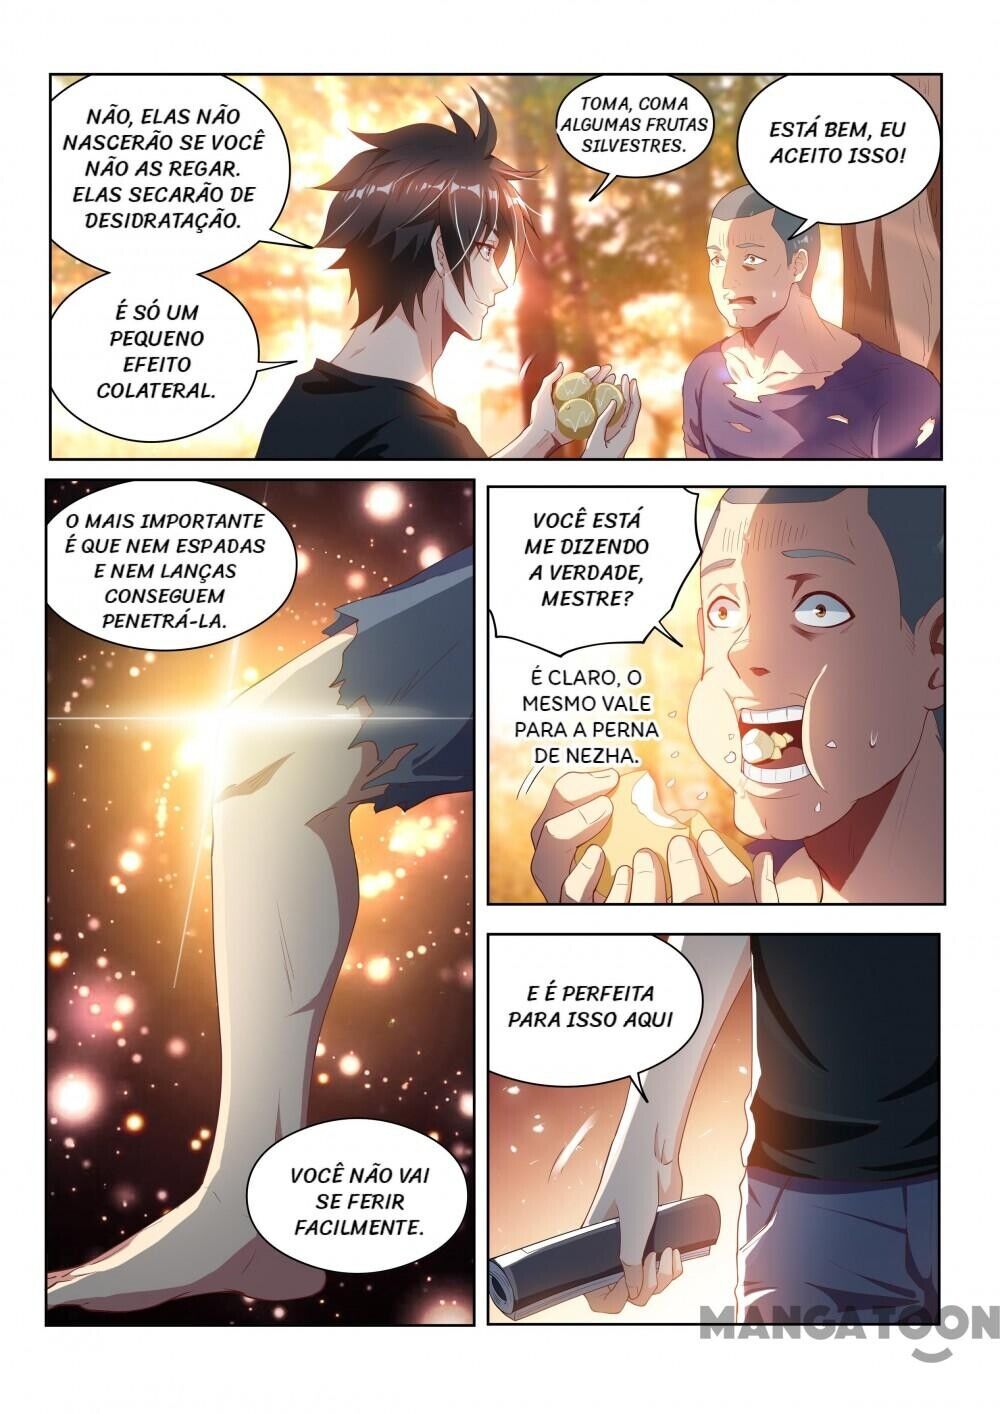 NÃO, ELAS NÃO
NASCERÃO SE VOCÊ
NÃO AS REGAR.
ELAS SECARÃO DE
DESIDRATAÇÃO.
É SÓ UM
PEQUENO
EFEITO
COLATERAL.
TOMA, COMA
ALGUMAS FRUTAS
SILVESTRES.
ESTÁ BEM, EU
ACEITO ISSO!
O MAIS IMPORTANTE
É QUE NEM ESPADAS
E NEM LANÇAS
CONSEGUEM
PENETRÁ-LA.
VOCÊ NÃO VAI
SE FERIR
FACILMENTE.
VOCÊ ESTÁ
ME DIZENDO
A VERDADE,
MESTRE?
É CLARO, O
MESMO VALE
PARA A PERNA
DE NEZHA.
E É PERFEITA
PARA ISSO AQUI
MANGATOON